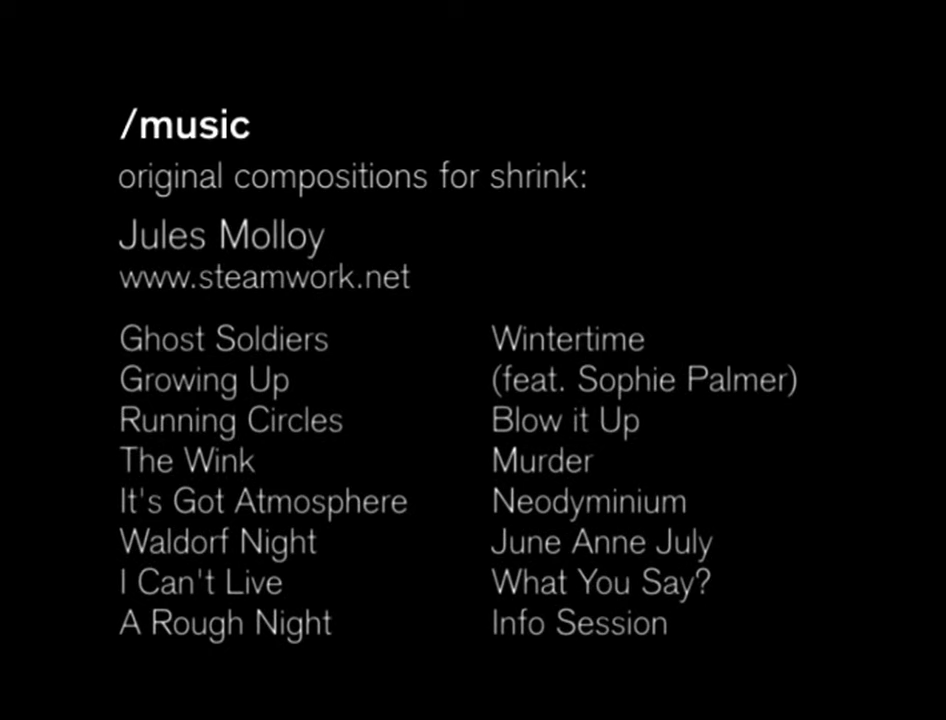 /music
original compositions for shrink:
Jules Molloy
www.steamwork.net
Ghost Soldiers
Growing Up
Running Circles
The Wink
It's Got Atmosphere
Waldorf Night
I Can't Live
A Rough Night
Wintertime
(feat. Sophie Palmer)
Blow it Up
Murder
Neodyminium
June Anne July
What You Say?
Info Session